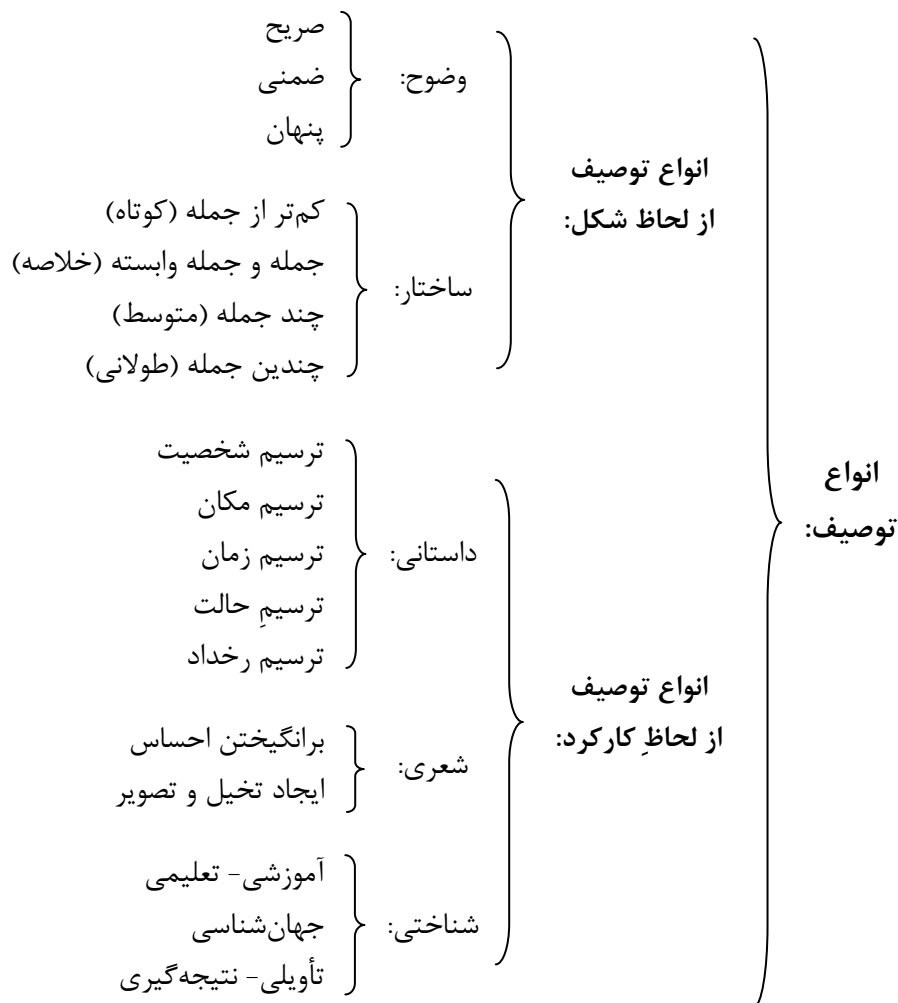 انواع
توصیف:
انواع توصیف
از لحاظ شکل:
وضوح:
صریح
ضمنی
پنهان
ساختار:
کم‌تر از جمله (کوتاه)
جمله و جمله وابسته (خلاصه)
چند جمله (متوسط)
چندین جمله (طولانی)
انواع توصیف
از لحاظِ کارکرد:
داستانی:
ترسیم شخصیت
ترسیم مکان
ترسیم زمان
ترسیمِ حالت
ترسیم رخداد
شعری:
برانگیختن احساس
ایجاد تخیل و تصویر
شناختی:
آموزشی- تعلیمی
جهان‌شناسی
تأویلی- نتیجه‌گیری